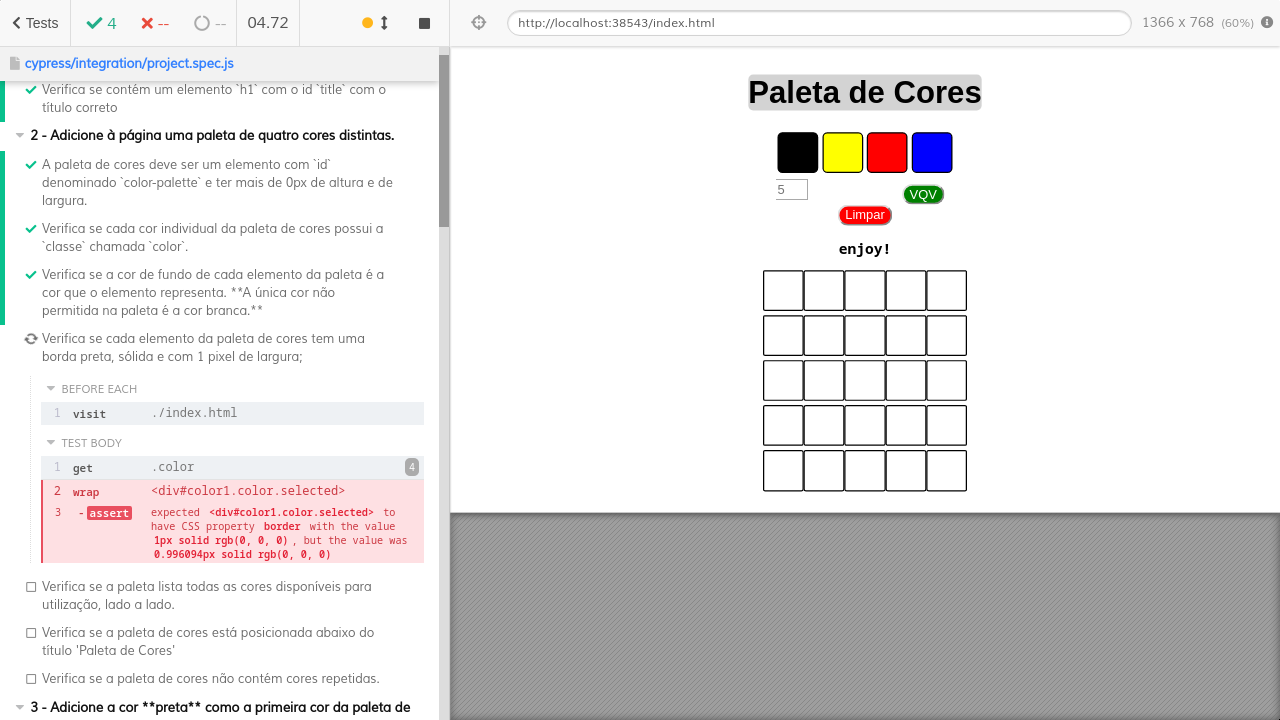 Tests
4
--
--
04.72
http://localhost:38543/index.html
1366 x 768 (60%)
cypress/integration/project.spec.js
Verifica se contém um elemento `h1` com o id `title` com o
título correto
2 - Adicione à página uma paleta de quatro cores distintas.
A paleta de cores deve ser um elemento com `id`
denominado `color-palette` e ter mais de 0px de altura e de
largura.
Verifica se cada cor individual da paleta de cores possui a
`classe` chamada `color`.
Verifica se a cor de fundo de cada elemento da paleta é a
cor que o elemento representa. **A única cor não
permitida na paleta é a cor branca.**
Verifica se cada elemento da paleta de cores tem uma
borda preta, sólida e com 1 pixel de largura;
BEFORE EACH
1 visit ./index.html
TEST BODY
1 get .color 4
2 wrap <div#color1.color.selected>
3 -assert expected <div#color1.color.selected> to
have CSS property border with the value
1px solid rgb(0, 0, 0) , but the value was
0.996094px solid rgb(0, 0, 0)
Verifica se a paleta lista todas as cores disponíveis para
utilização, lado a lado.
Verifica se a paleta de cores está posicionada abaixo do
título 'Paleta de Cores'
Verifica se a paleta de cores não contém cores repetidas.
3 - Adicione a cor **preta** como a primeira cor da paleta de
Paleta de Cores
5
VQV
Limpar
enjoy!